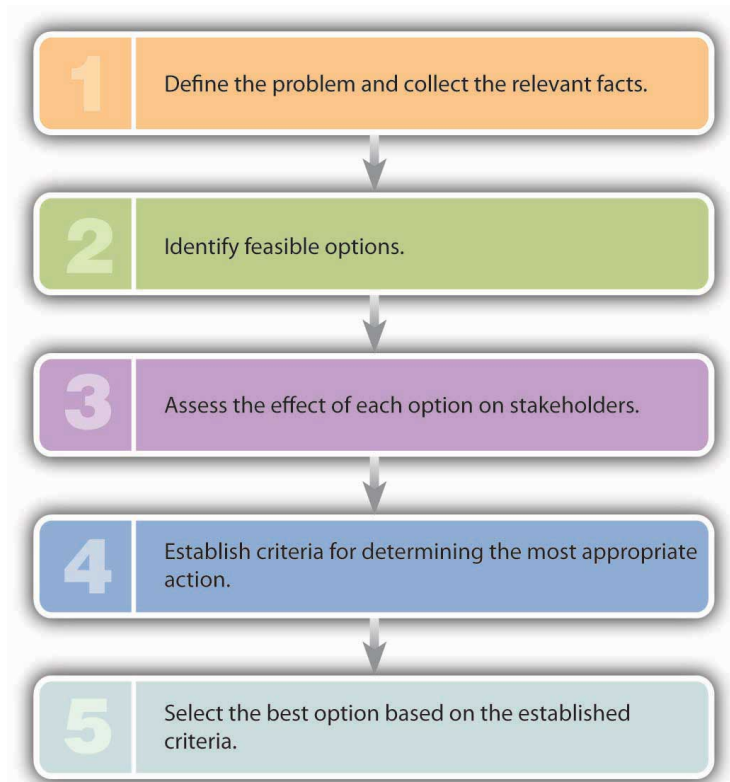 1
Define the problem and collect the relevant facts.
2
Identify feasible options.
3
Assess the effect of each option on stakeholders.
4
Establish criteria for determining the most appropriate
action.
5
Select the best option based on the established
criteria.